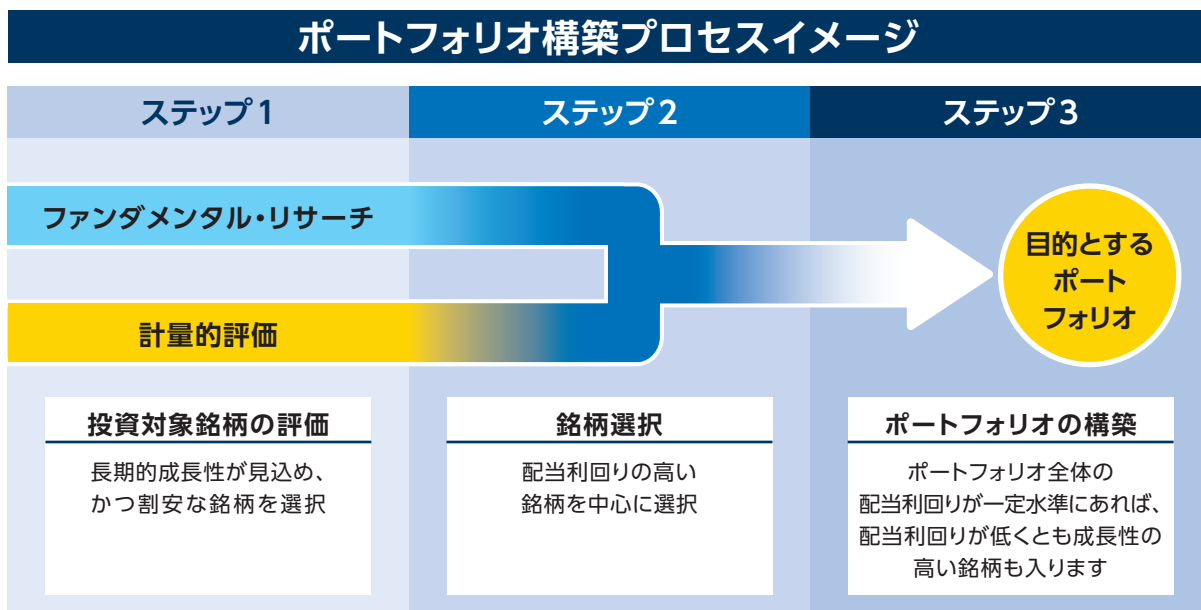 ポートフォリオ構築プロセスイメージ
ステップ1
ステップ2
ステップ3
ファンダメンタル・リサーチ
計量的評価
目的とする
ポート
フォリオ
投資対象銘柄の評価
長期的成長性が見込め、
かつ割安な銘柄を選択
銘柄選択
配当利回りの高い
銘柄を中心に選択
ポートフォリオの構築
ポートフォリオ全体の
配当利回りが一定水準にあれば、
配当利回りが低くとも成長性の
高い銘柄も入ります